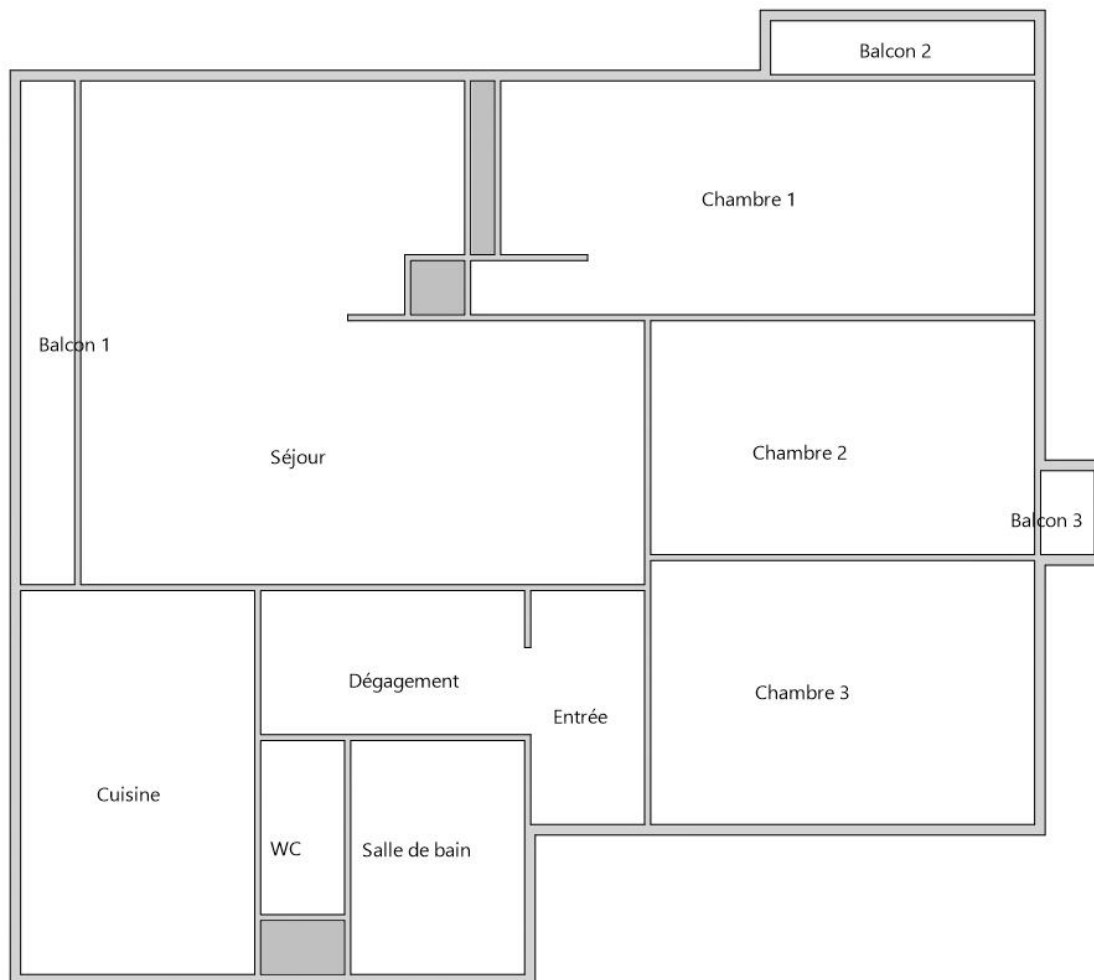 Balcon 2
Chambre 1
Balcon 1
Séjour
Chambre 2
Balcon 3
Dégagement
Chambre 3
Entrée
Cuisine
WC
Salle de bain